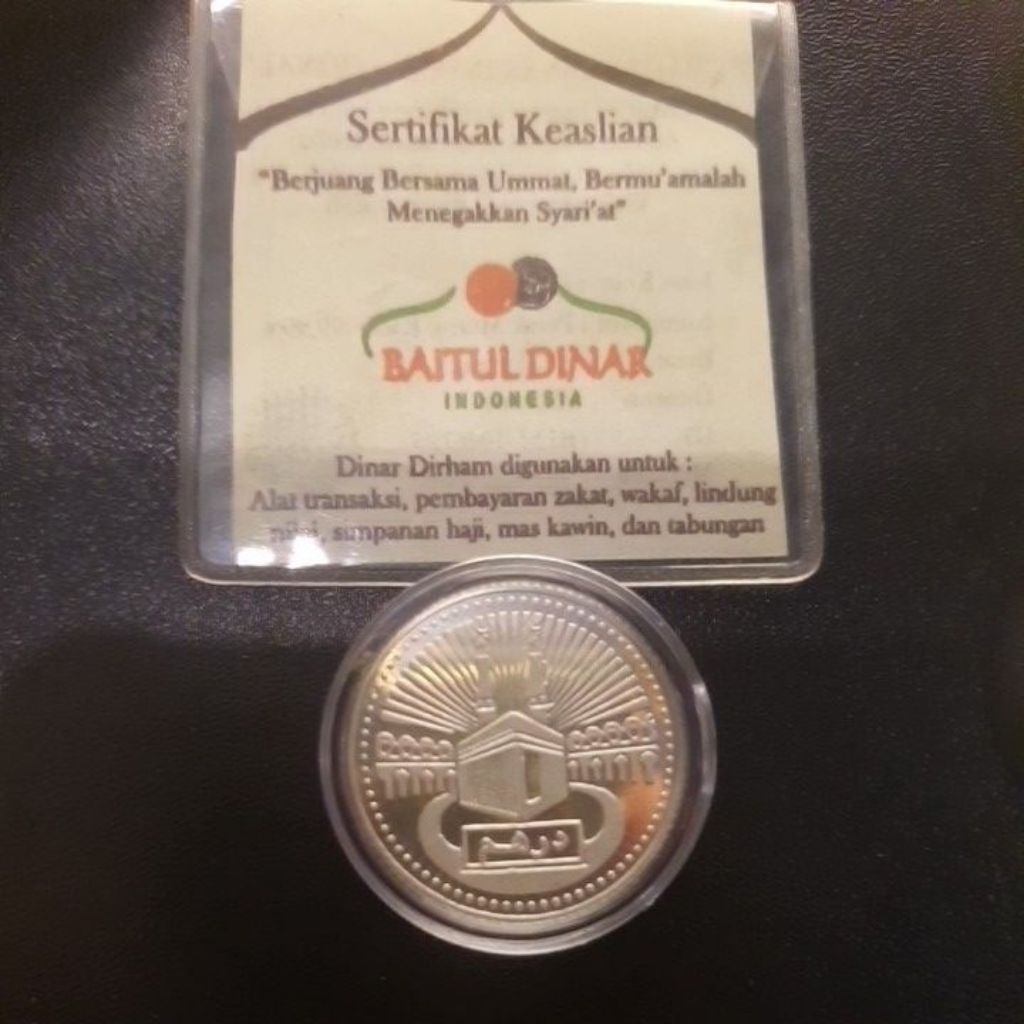 Sertifikat Keaslian
"Berjuang Bersama Ummat, Bermu'amalah
Menegakkan Syari'at"
BAITUL DINAR
INDONESIA
Dinar Dirham digunakan untuk :
Alat transaksi, pembayaran zakat, wakaf, lindung
nilai, simpanan haji, mas kawin, dan tabungan
درهم